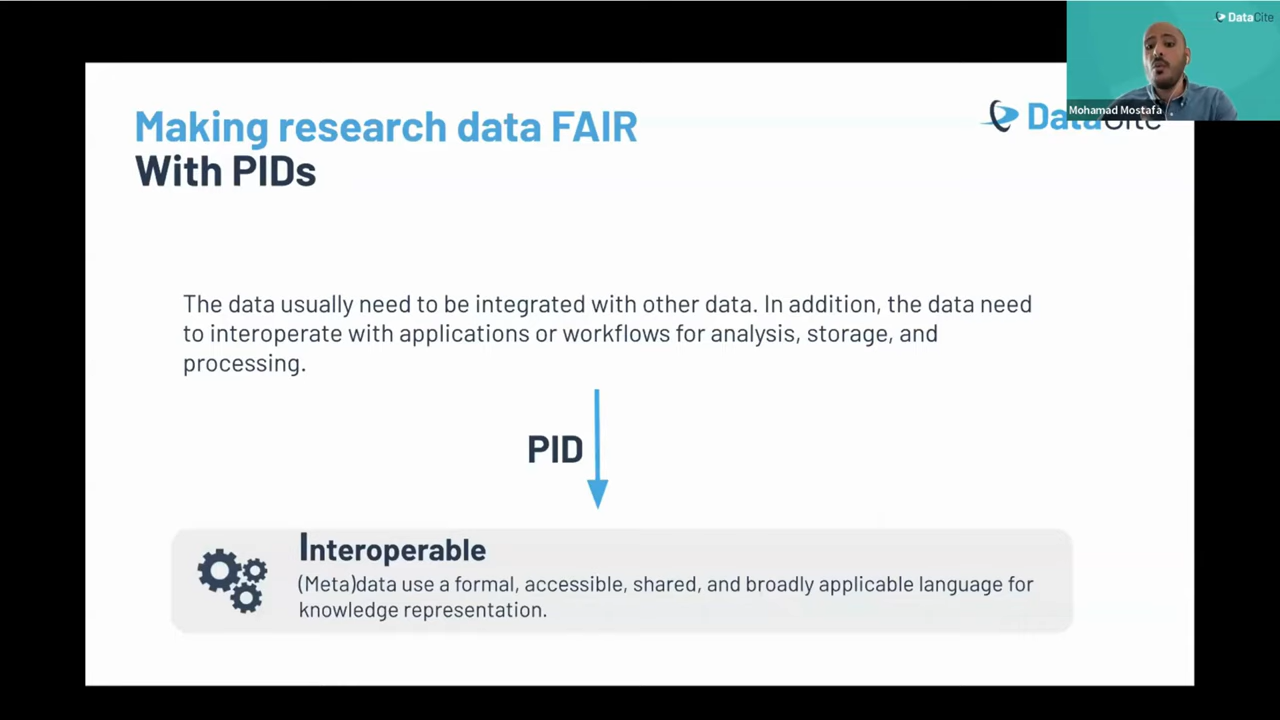 DataCite
Mohamad Mostafa
Making research data FAIR
With PIDs
DataCite
The data usually need to be integrated with other data. In addition, the data need
to interoperate with applications or workflows for analysis, storage, and
processing.
PID
Interoperable
(Meta)data use a formal, accessible, shared, and broadly applicable language for
knowledge representation.